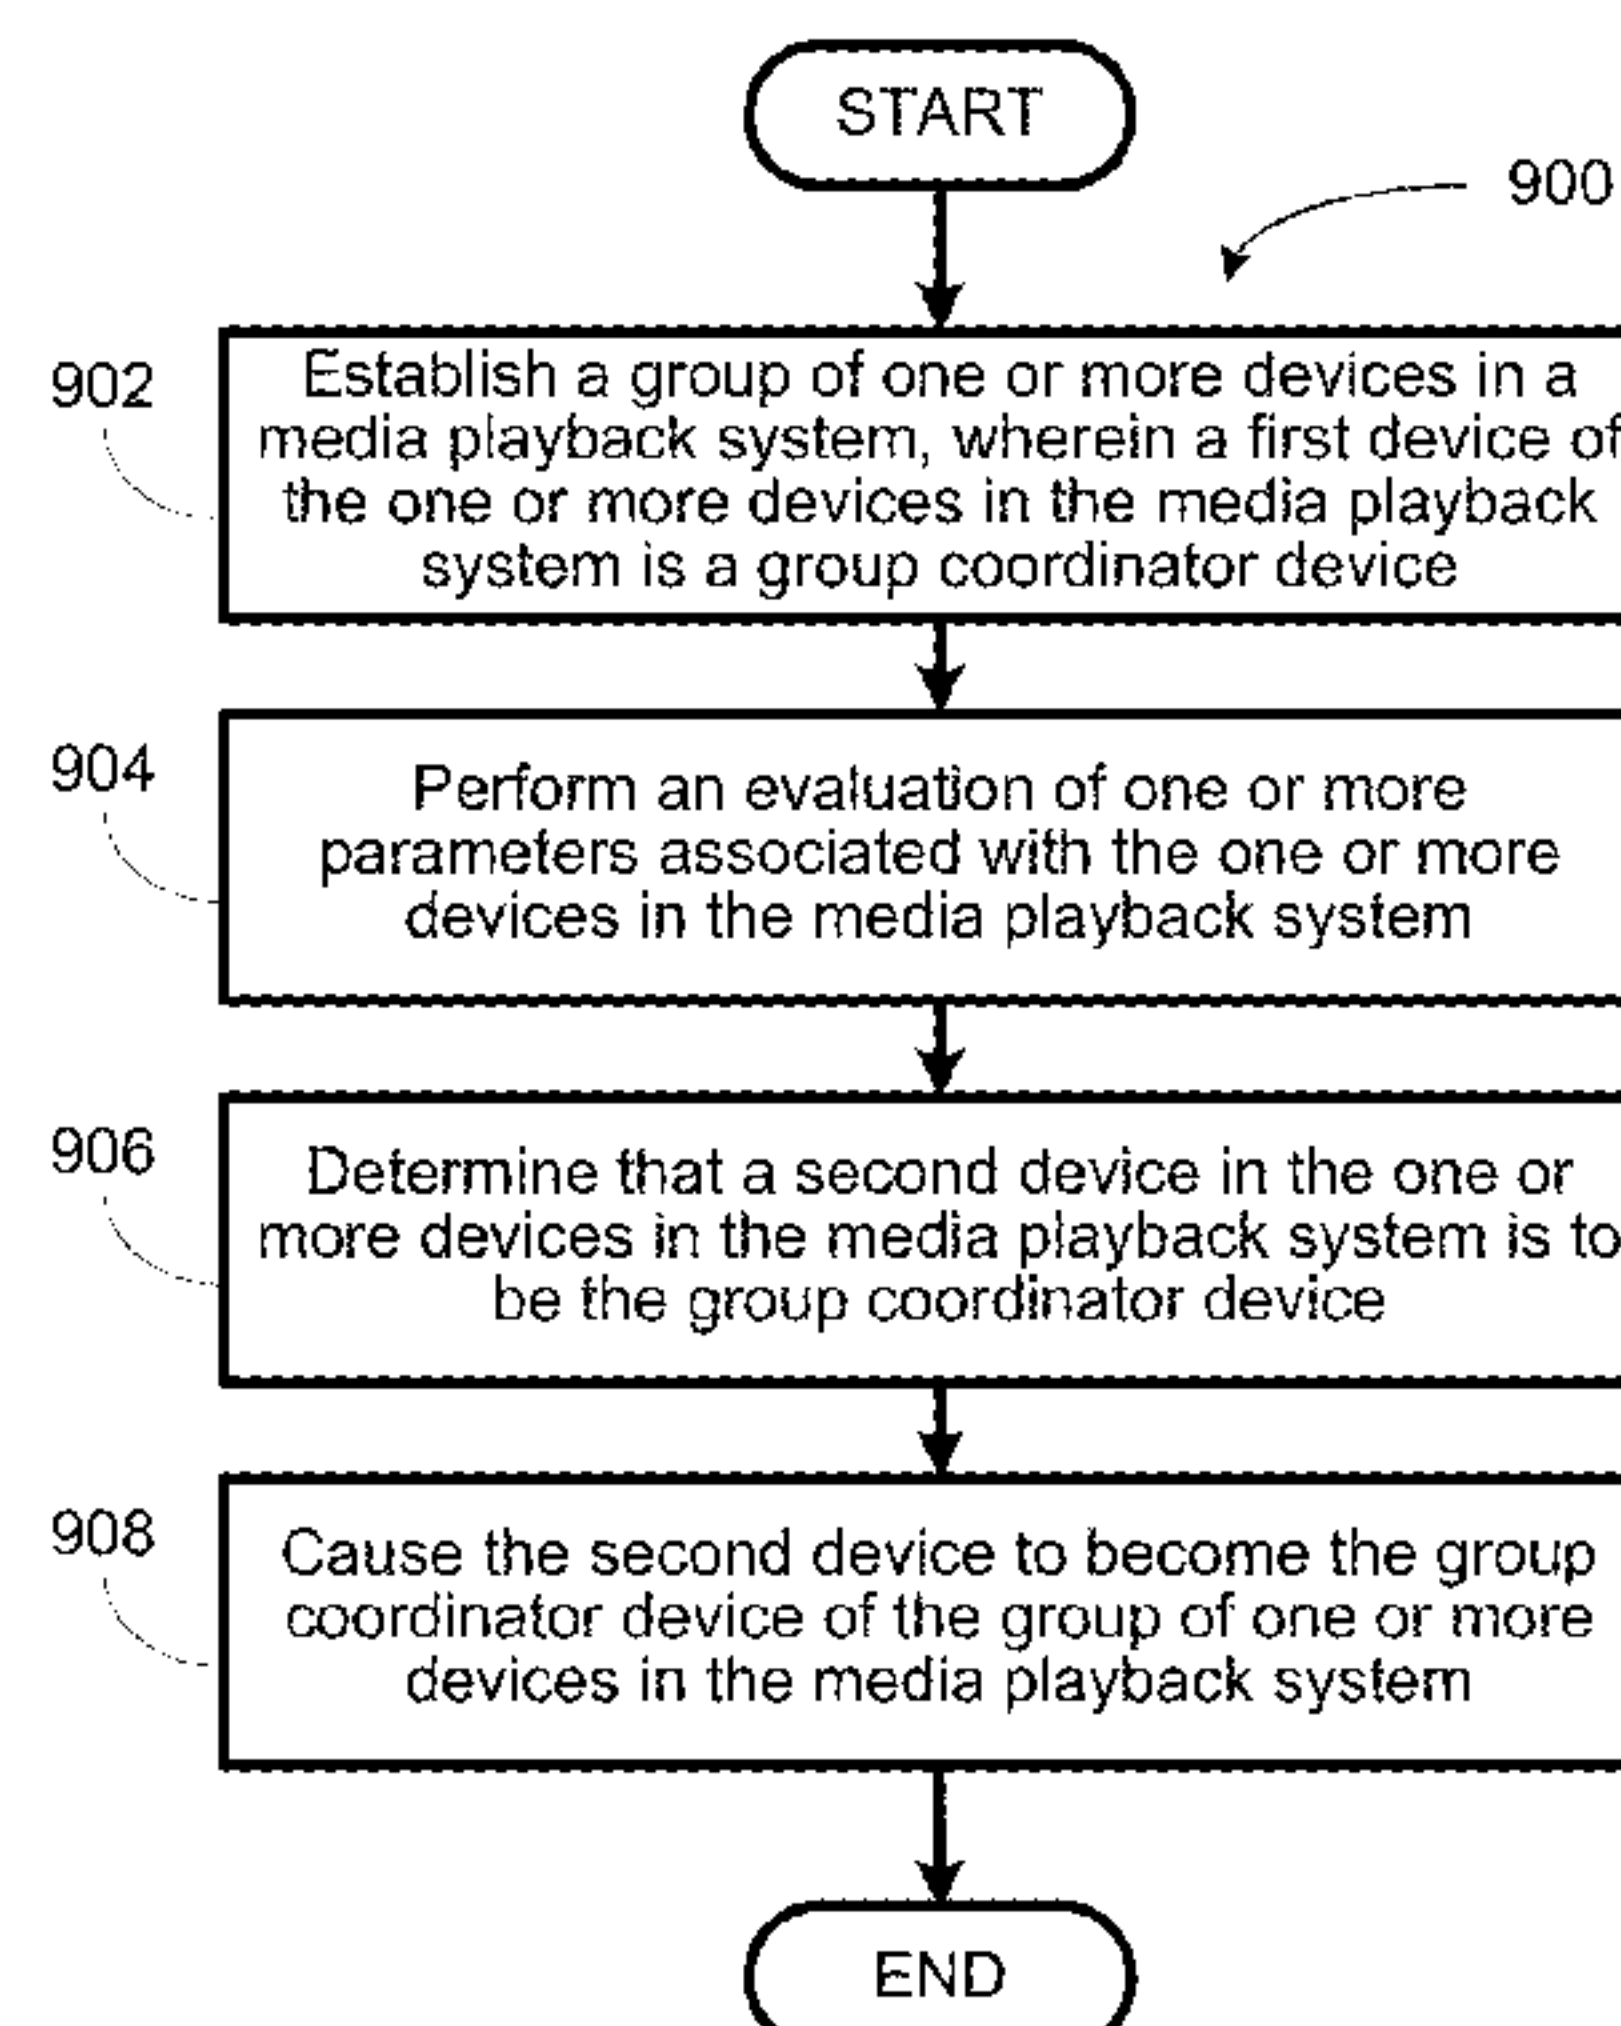 START
900
902
Establish a group of one or more devices in a
media playback system, wherein a first device of
the one or more devices in the media playback
system is a group coordinator device
904
Perform an evaluation of one or more
parameters associated with the one or more
devices in the media playback system
906
Determine that a second device in the one or
more devices in the media playback system is to
be the group coordinator device
908
Cause the second device to become the group
coordinator device of the group of one or more
devices in the media playback system
END